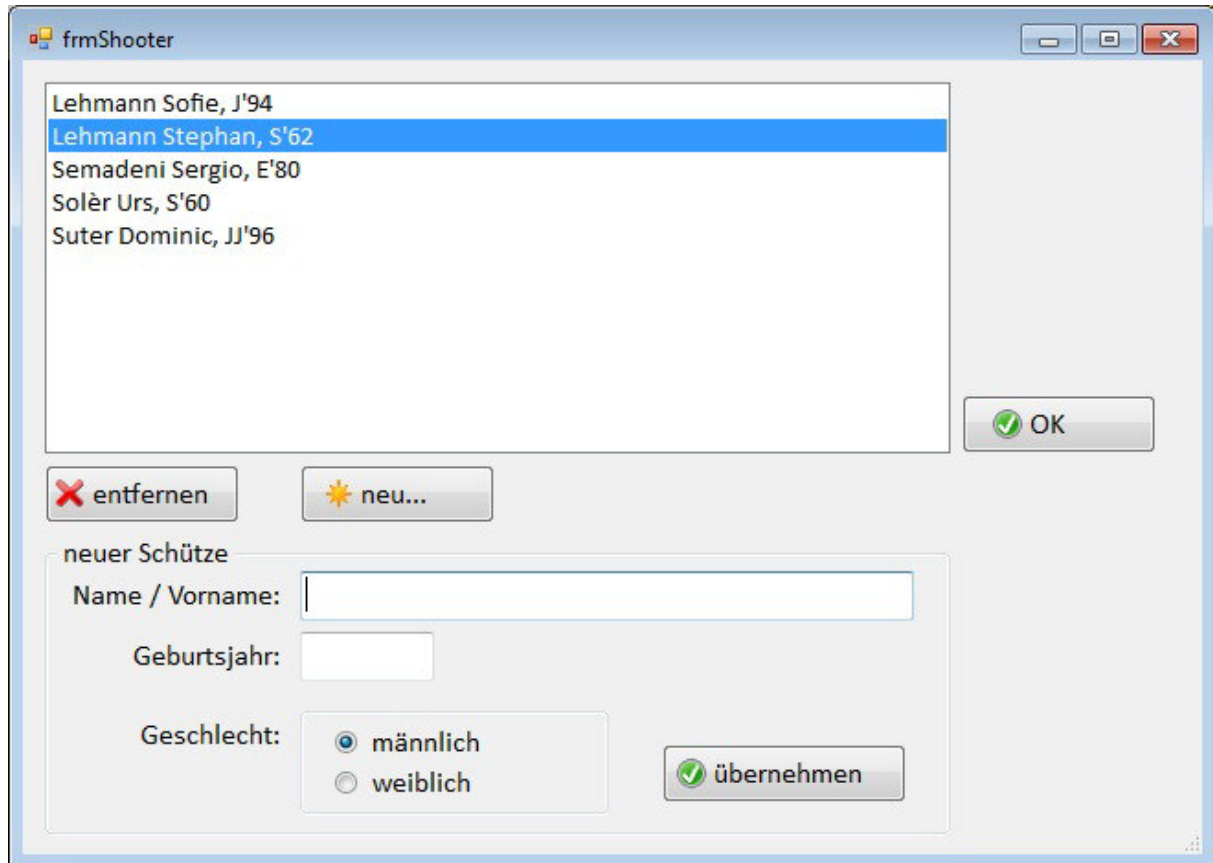 frmShooter
Lehmann Sofie, J'94
Lehmann Stephan, S'62
Semadeni Sergio, E'80
Solèr Urs, S'60
Suter Dominic, JJ'96
OK
entfernen
neu...
neuer Schütze
Name / Vorname:
Geburtsjahr:
Geschlecht:
männlich
weiblich
übernehmen